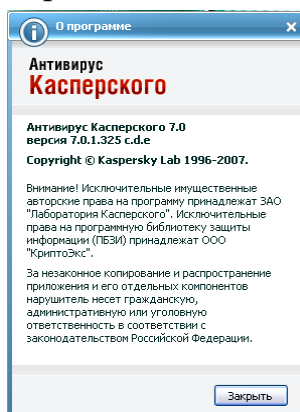 О программе
Антивирус
Касперского
Антивирус Касперского 7.0
версия 7.0.1.325 c.d.e
Copyright © Kaspersky Lab 1996-2007.
Внимание! Исключительные имущественные
авторские права на программу принадлежат ЗАО
"Лаборатория Касперского". Исключительные
права на программную библиотеку защиты
информации (ПБЗИ) принадлежат ООО
"КриптоЭкс".
За незаконное копирование и распространение
приложения и его отдельных компонентов
нарушитель несет гражданскую,
административную или уголовную
ответственность в соответствии с
законодательством Российской Федерации.
Закрыть